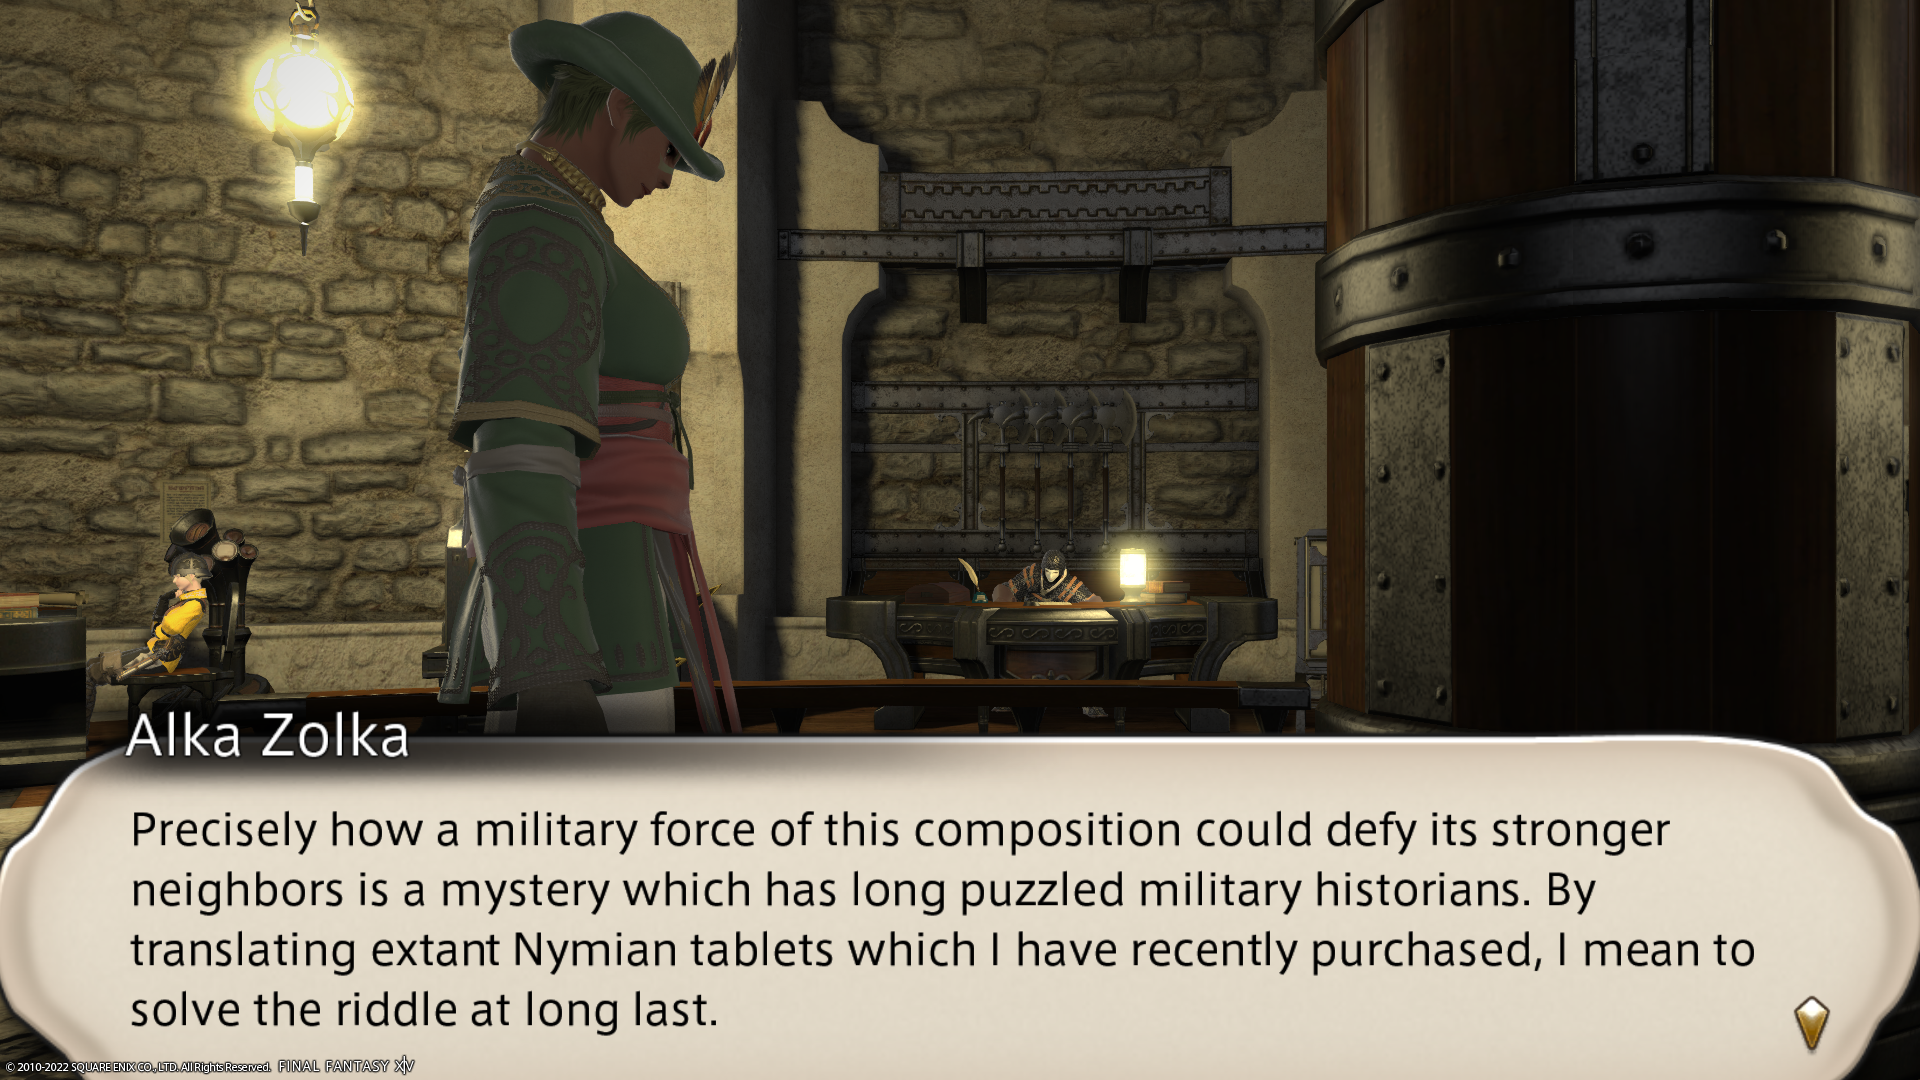 Alka Zolka
Precisely how a military force of this composition could defy its stronger
neighbors is a mystery which has long puzzled military historians. By
translating extant Nymian tablets which I have recently purchased, I mean to
solve the riddle at long last.
© 2010-2022 SQUARE ENIX CO., LTD. All Rights Reserved. FINAL FANTASY XIV